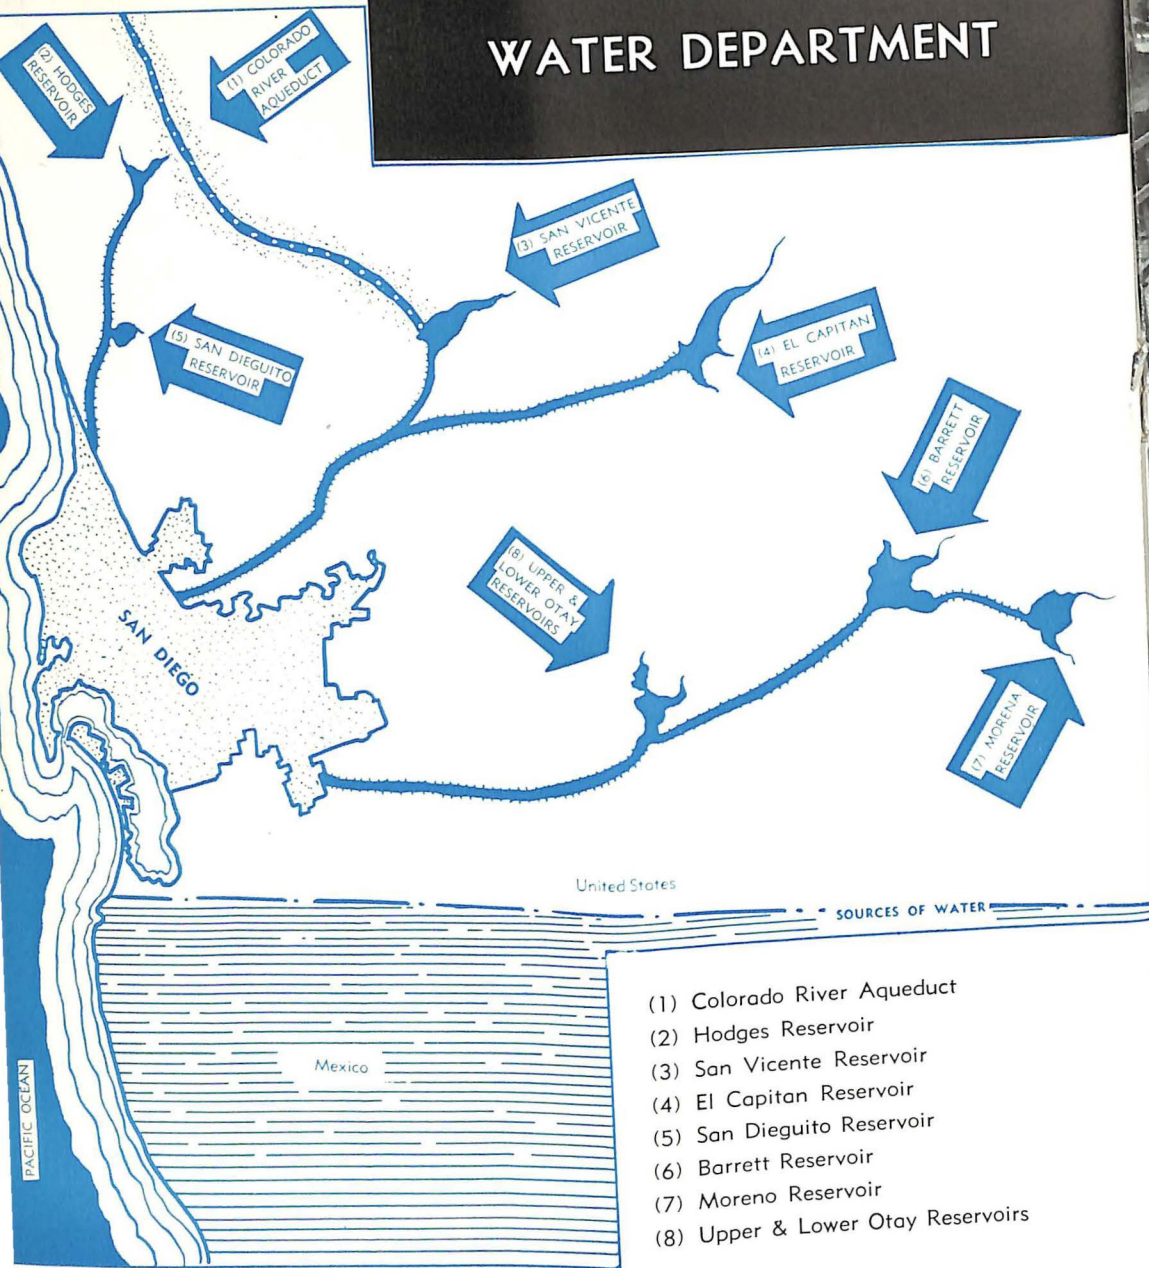 WATER DEPARTMENT
(2) HODGES
RESERVOIR
(1) COLORADO
RIVER
AQUEDUCT
(3) SAN VICENTE
RESERVOIR
(5) SAN DIEGUITO
RESERVOIR
(4) EL CAPITAN
RESERVOIR
(6) BARRETT
RESERVOIR
(8) UPPER &
LOWER OTAY
RESERVOIRS
SAN DIEGO
(7) MORENA
RESERVOIR
United States
SOURCES OF WATER
Mexico
PACIFIC OCEAN
(1) Colorado River Aqueduct
(2) Hodges Reservoir
(3) San Vicente Reservoir
(4) El Capitan Reservoir
(5) San Dieguito Reservoir
(6) Barrett Reservoir
(7) Moreno Reservoir
(8) Upper & Lower Otay Reservoirs